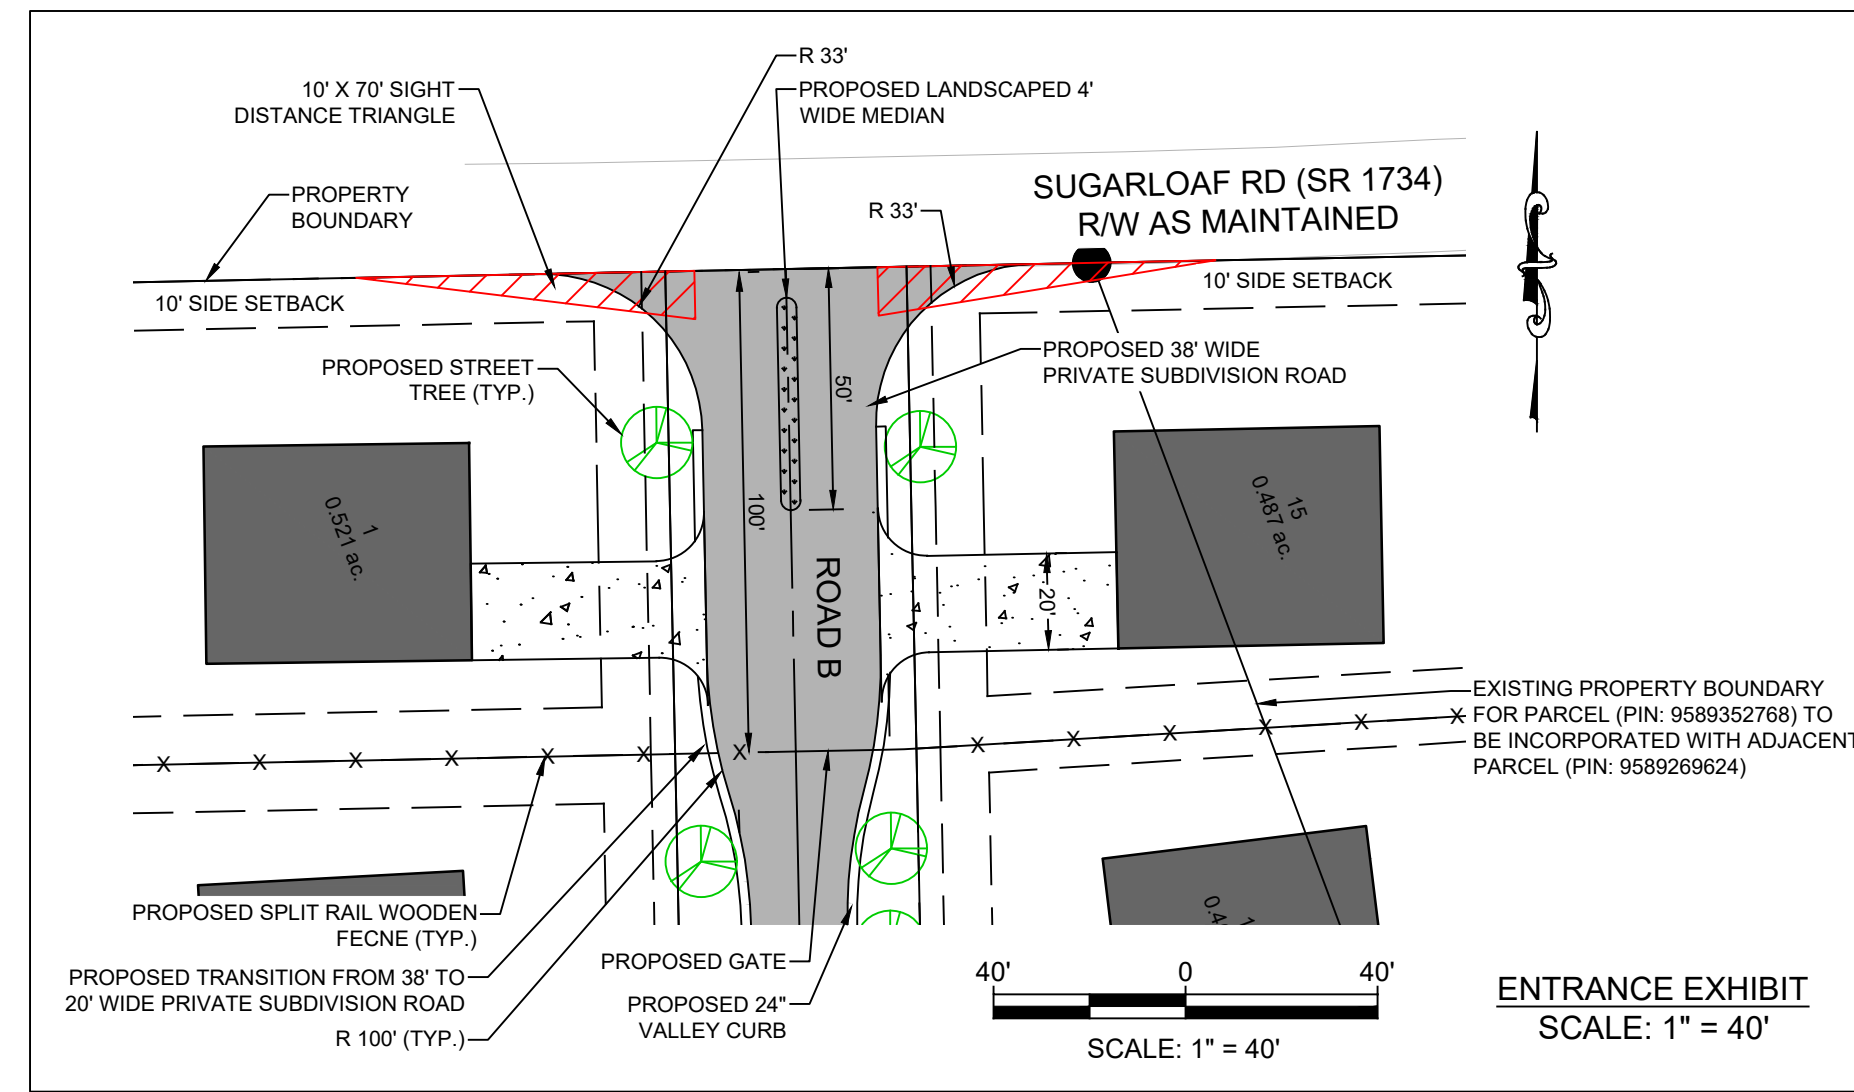 R 33'
10' X 70' SIGHT
DISTANCE TRIANGLE
PROPOSED LANDSCAPED 4'
WIDE MEDIAN
PROPERTY
BOUNDARY
SUGARLOAF RD (SR 1734)
R/W AS MAINTAINED
R 33'
10' SIDE SETBACK
10' SIDE SETBACK
PROPOSED STREET
TREE (TYP.)
50'
PROPOSED 38' WIDE
PRIVATE SUBDIVISION ROAD
1
0.521 ac.
100'
ROAD B
15
0.487 ac.
20'
EXISTING PROPERTY BOUNDARY
FOR PARCEL (PIN: 9589352768) TO
BE INCORPORATED WITH ADJACENT
PARCEL (PIN: 9589269624)
X X X X X X X X X X X X X
PROPOSED SPLIT RAIL WOODEN
FECNE (TYP.)
PROPOSED TRANSITION FROM 38' TO
20' WIDE PRIVATE SUBDIVISION ROAD
R 100' (TYP.)
PROPOSED GATE
PROPOSED 24"
VALLEY CURB
40' 0 40'
SCALE: 1" = 40'
ENTRANCE EXHIBIT
SCALE: 1" = 40'